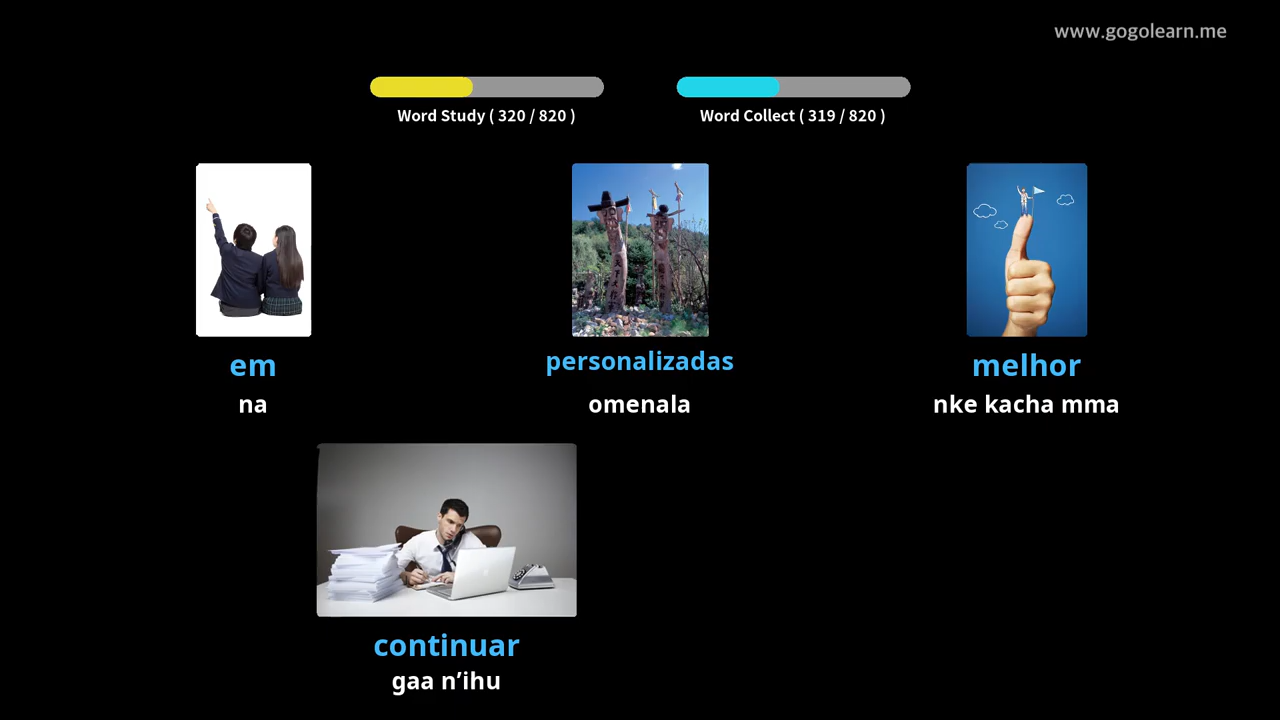 www.gogolearn.me
Word Study ( 320 / 820 )
Word Collect ( 319 / 820 )
em
na
personalizadas
omenala
melhor
nke kacha mma
continuar
gaa n’ihu